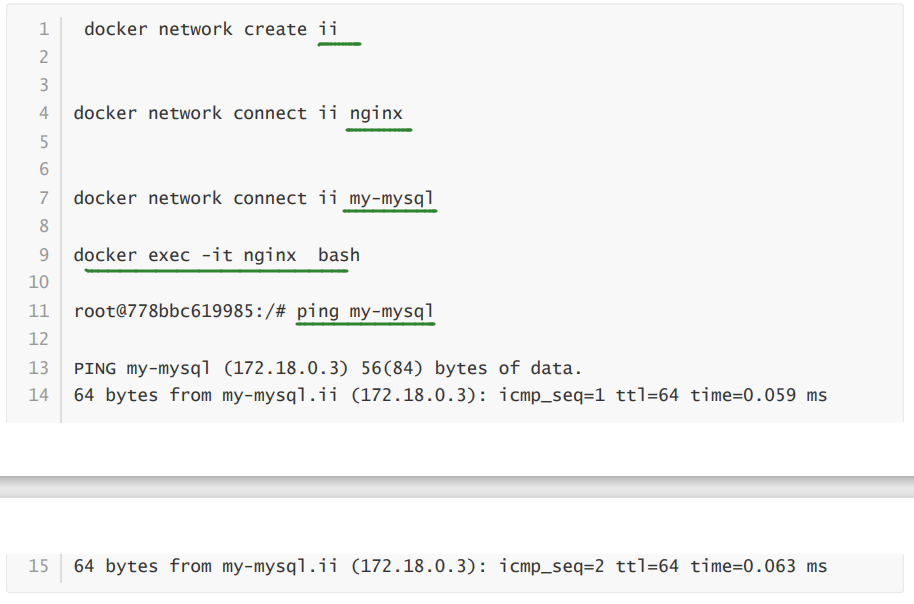 1 docker network create ii
2
3
4 docker network connect ii nginx
5
6
7 docker network connect ii my-mysql
8
9 docker exec -it nginx  bash
10
11 root@778bbc619985:/# ping my-mysql
12
13 PING my-mysql (172.18.0.3) 56(84) bytes of data.
14 64 bytes from my-mysql.ii (172.18.0.3): icmp_seq=1 ttl=64 time=0.059 ms
15 64 bytes from my-mysql.ii (172.18.0.3): icmp_seq=2 ttl=64 time=0.063 ms